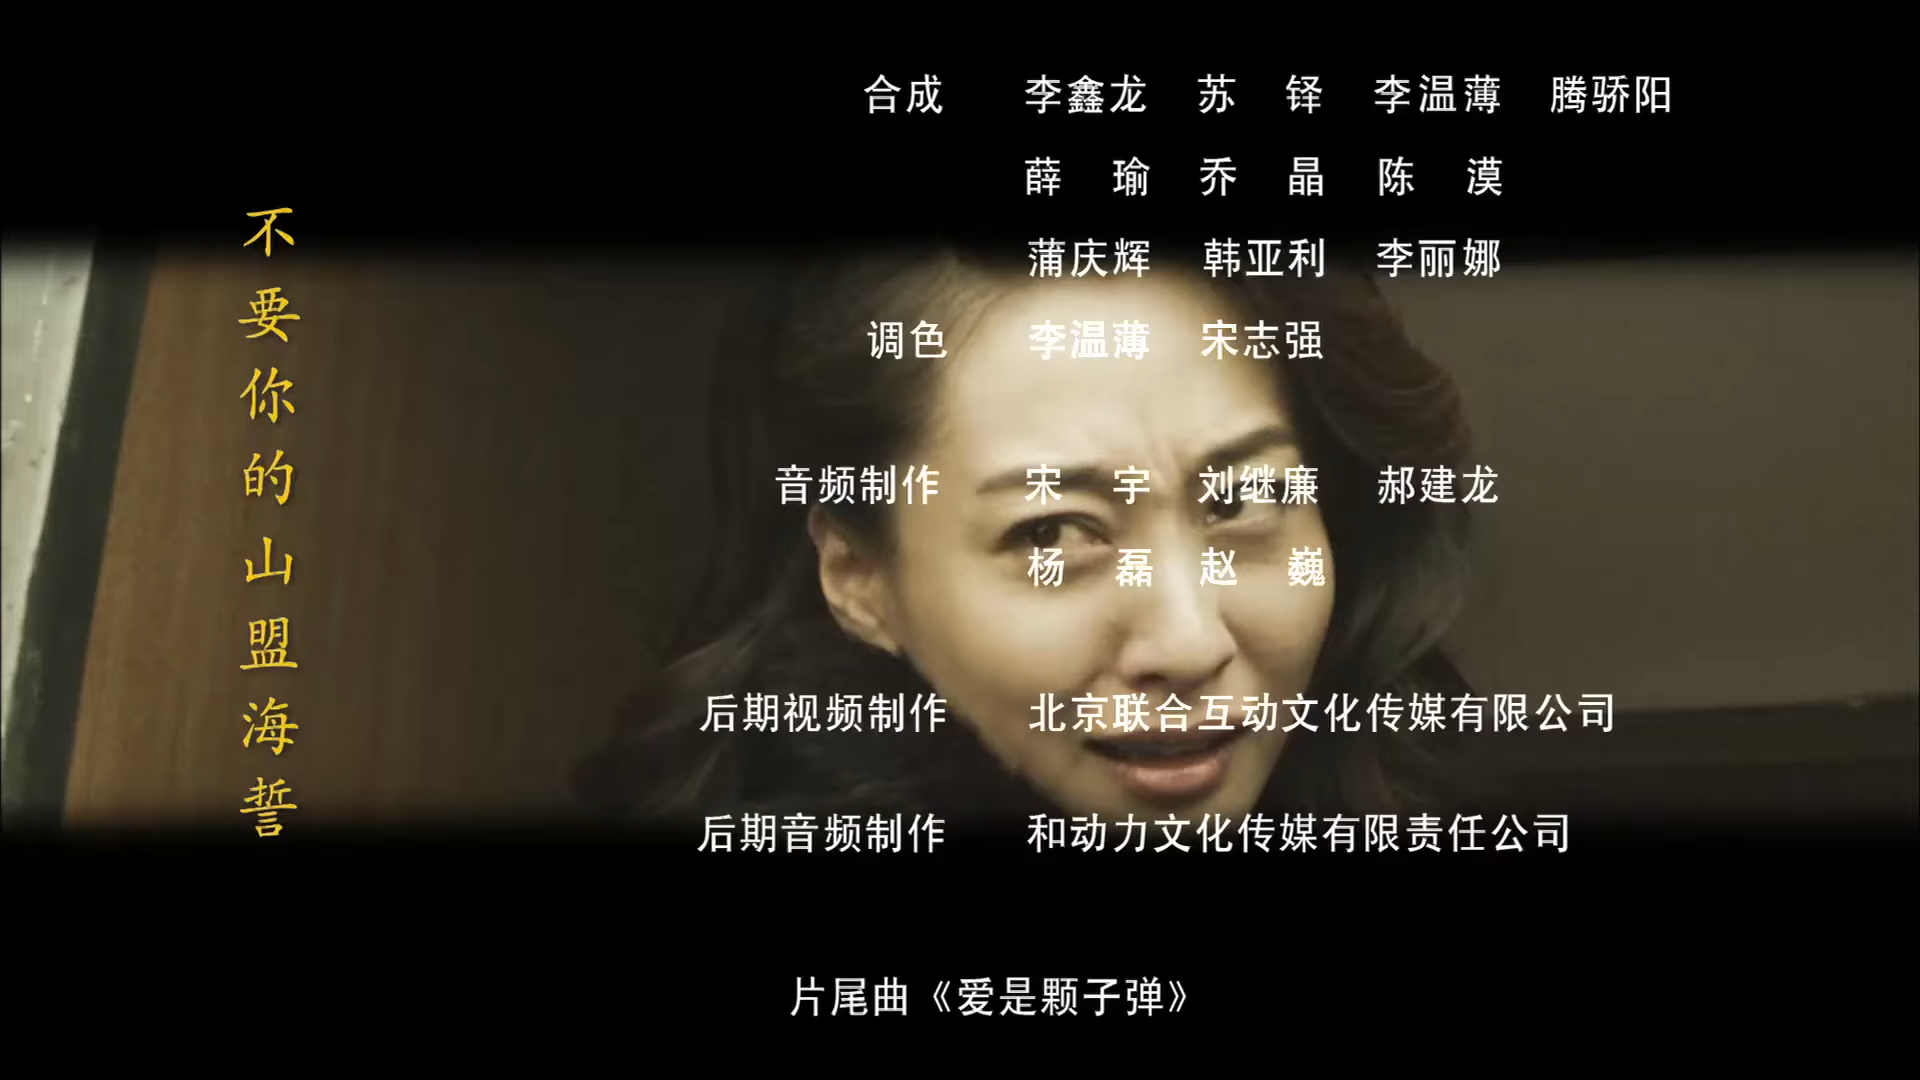 不要你的山盟海誓
合成 李鑫龙 苏铎 李温薄 腾骄阳
薛瑜 乔晶 陈漠
蒲庆辉 韩亚利 李丽娜
调色 李温薄 宋志强
音频制作 宋宇 刘继廉 郝建龙
杨磊 赵巍
后期视频制作 北京联合互动文化传媒有限公司
后期音频制作 和动力文化传媒有限责任公司
片尾曲《爱是颗子弹》